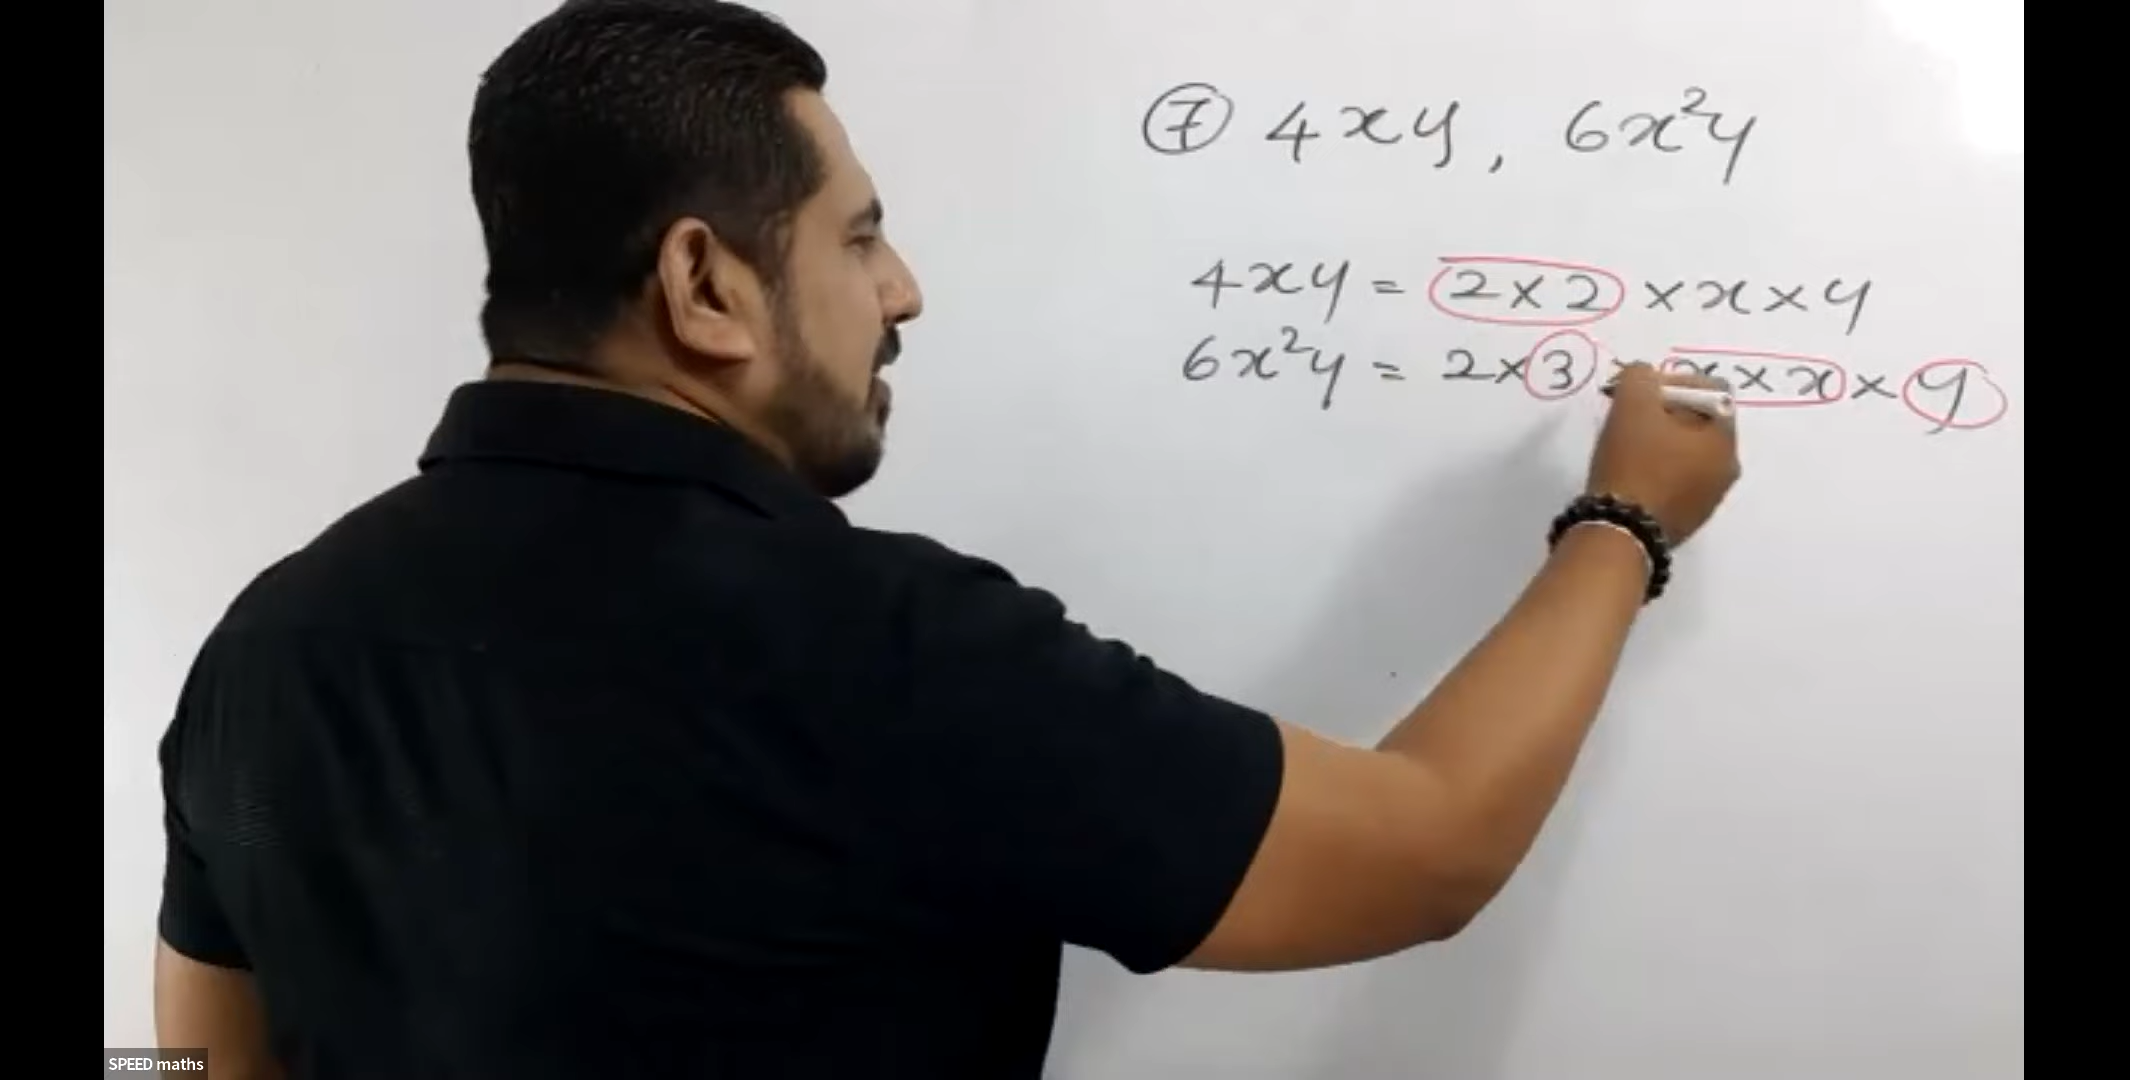 ⑦ 4xy, 6x²y
4xy = 2×2×x×y
6x²y = 2×3×x×x×y
SPEED maths